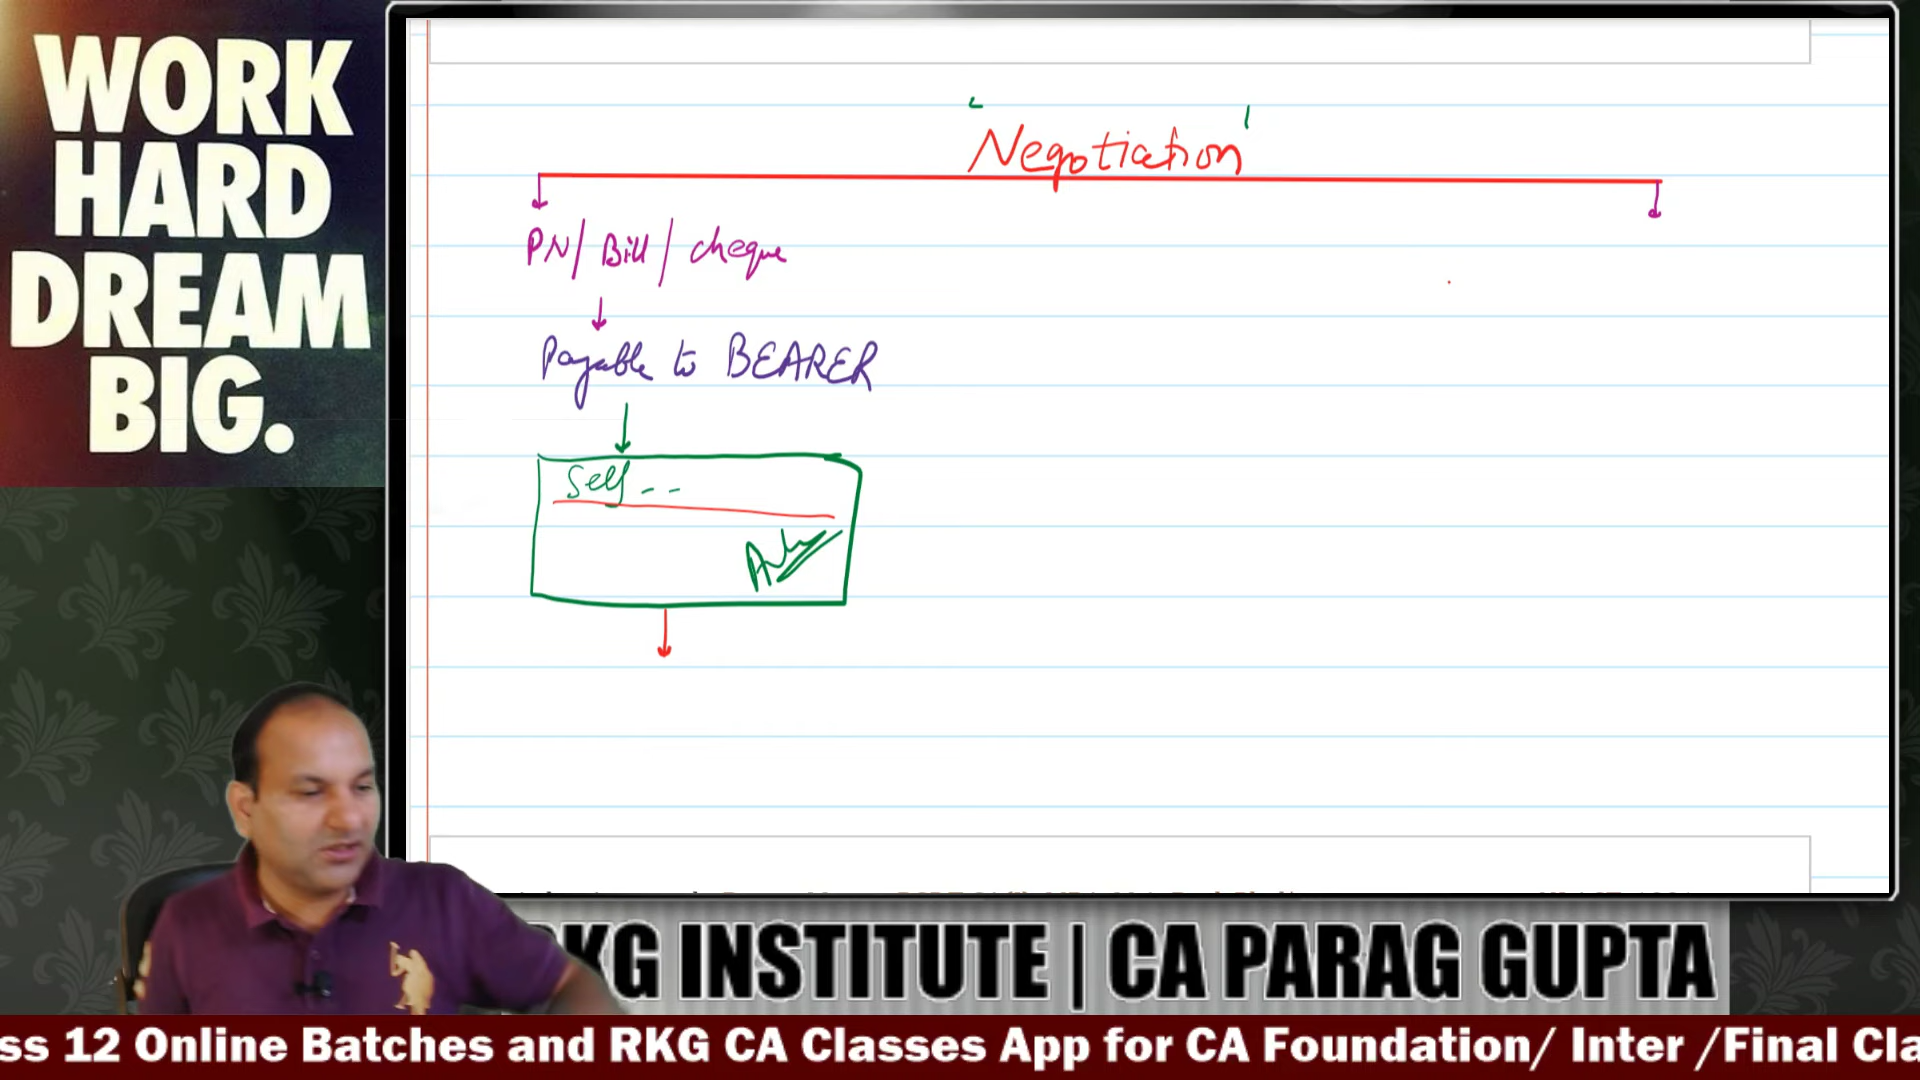 WORK
HARD
DREAM
BIG.
Negotiation
PN/ Bill / cheque
Payable to BEARER
Self --
RKG INSTITUTE | CA PARAG GUPTA
ss 12 Online Batches and RKG CA Classes App for CA Foundation/ Inter /Final Cla